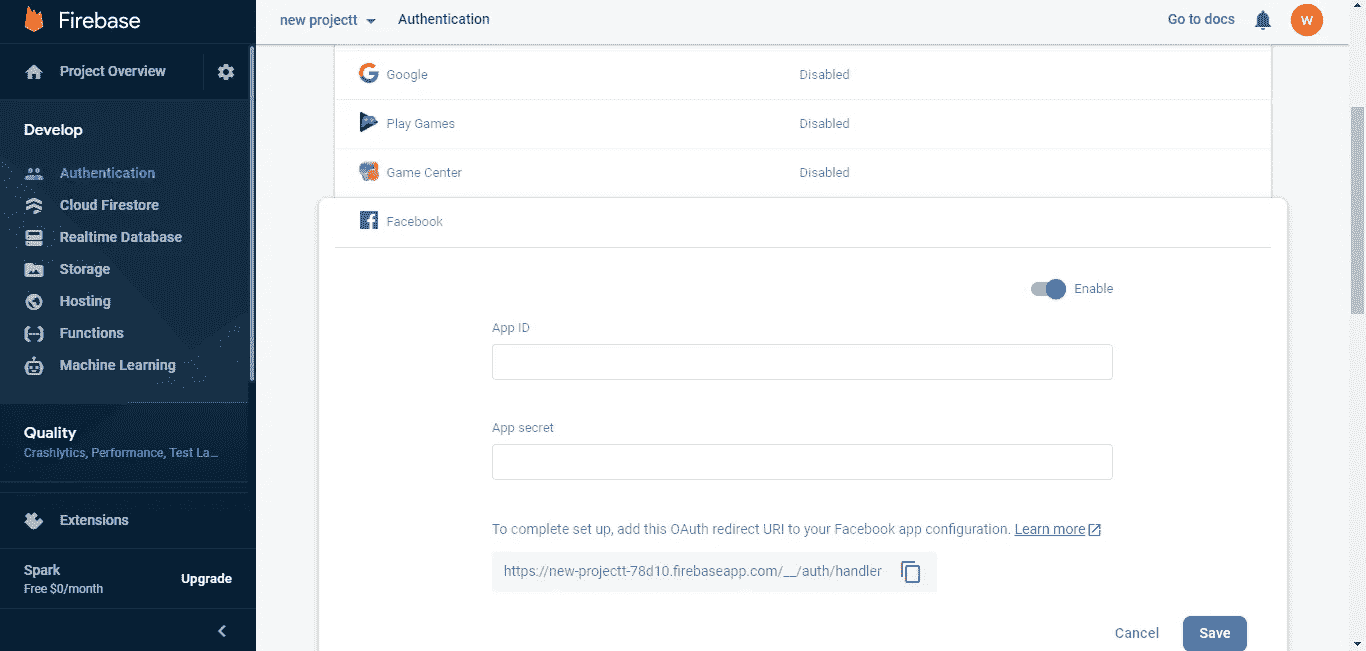 Firebase
new projectt
Authentication
Go to docs
W
Project Overview
Develop
Authentication
Cloud Firestore
Realtime Database
Storage
Hosting
Functions
Machine Learning
Quality
Crashlytics, Performance, Test La...
Extensions
Spark
Free $0/month
Upgrade
Google Disabled
Play Games Disabled
Game Center Disabled
Facebook
Enable
App ID
App secret
To complete set up, add this OAuth redirect URI to your Facebook app configuration. Learn more
https://new-projectt-78d10.firebaseapp.com/__/auth/handler
Cancel
Save